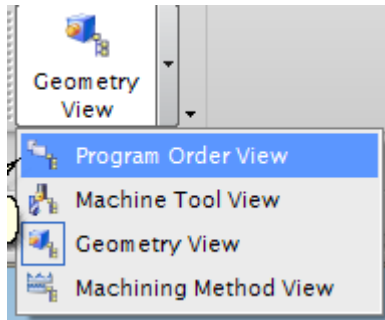 Geometry
View
Program Order View
Machine Tool View
Geometry View
Machining Method View